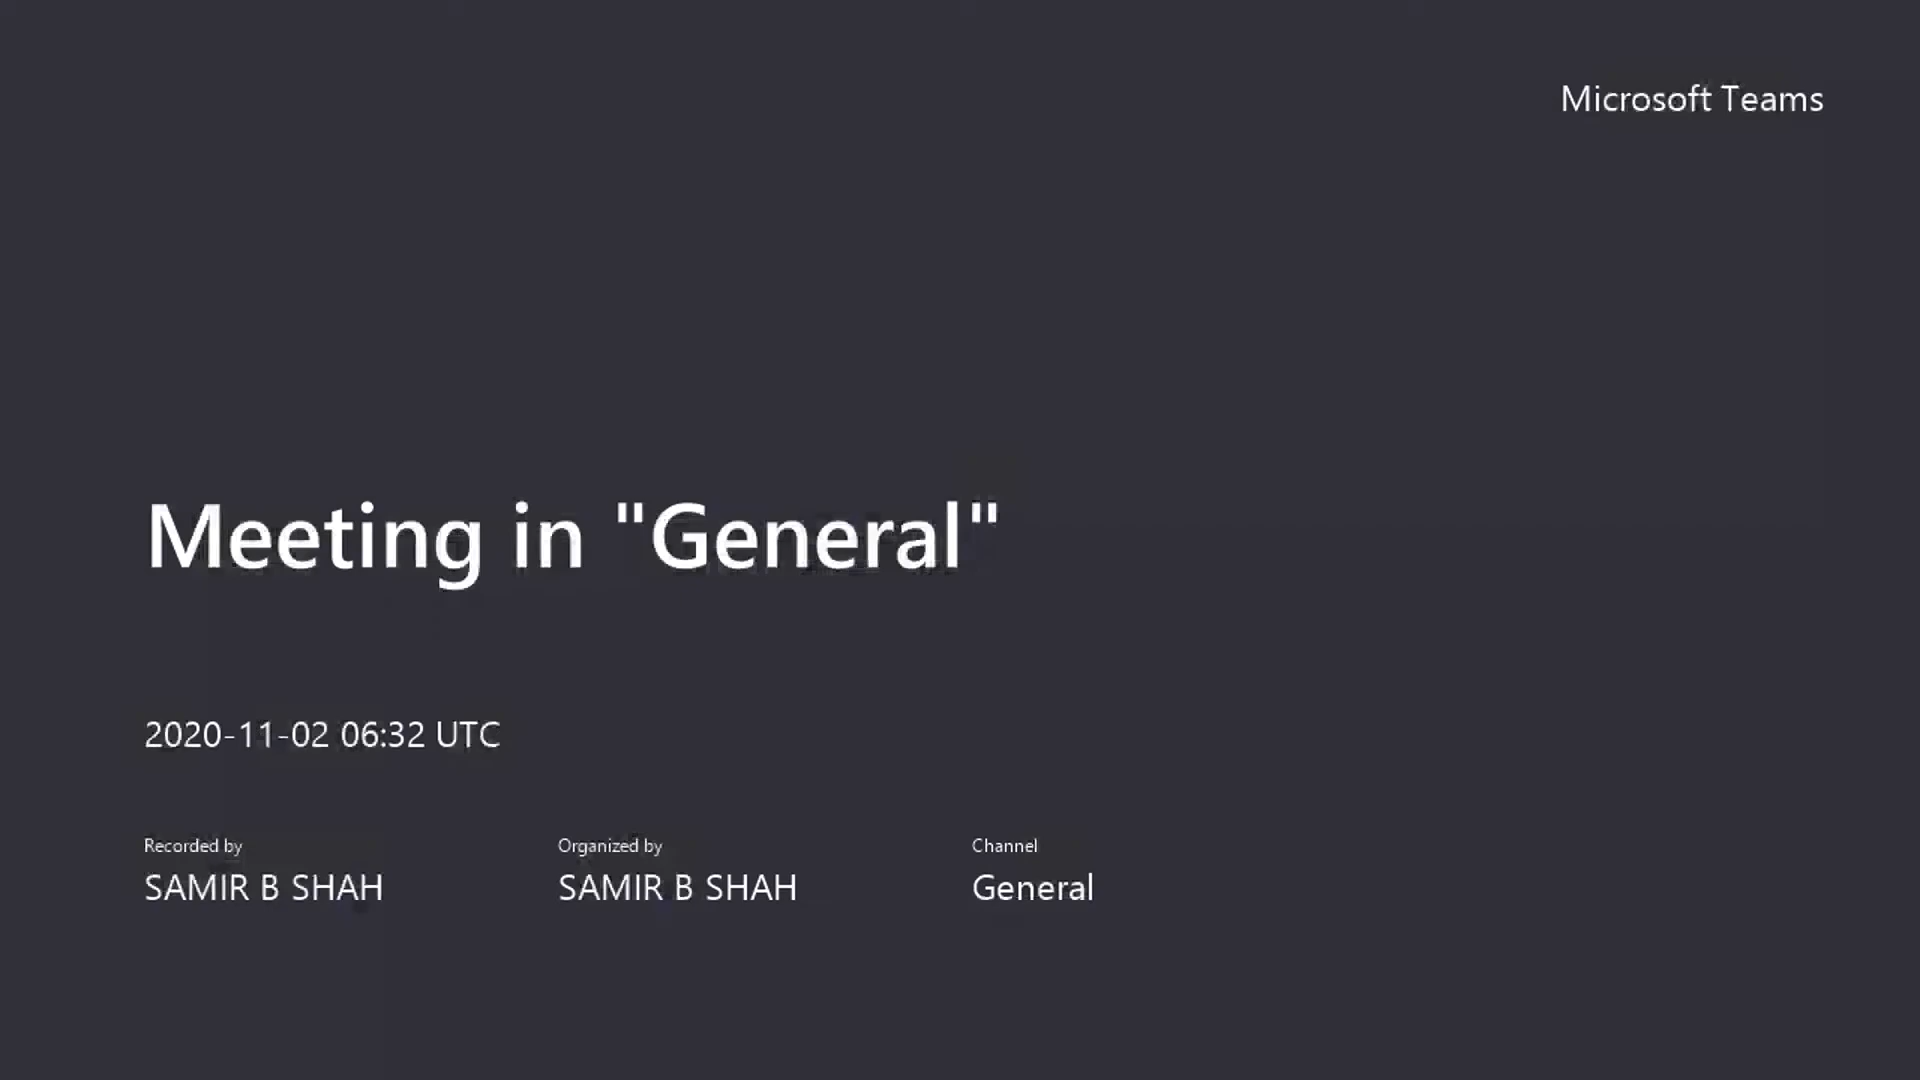 Microsoft Teams
Meeting in "General"
2020-11-02 06:32 UTC
Recorded by
SAMIR B SHAH
Organized by
SAMIR B SHAH
Channel
General